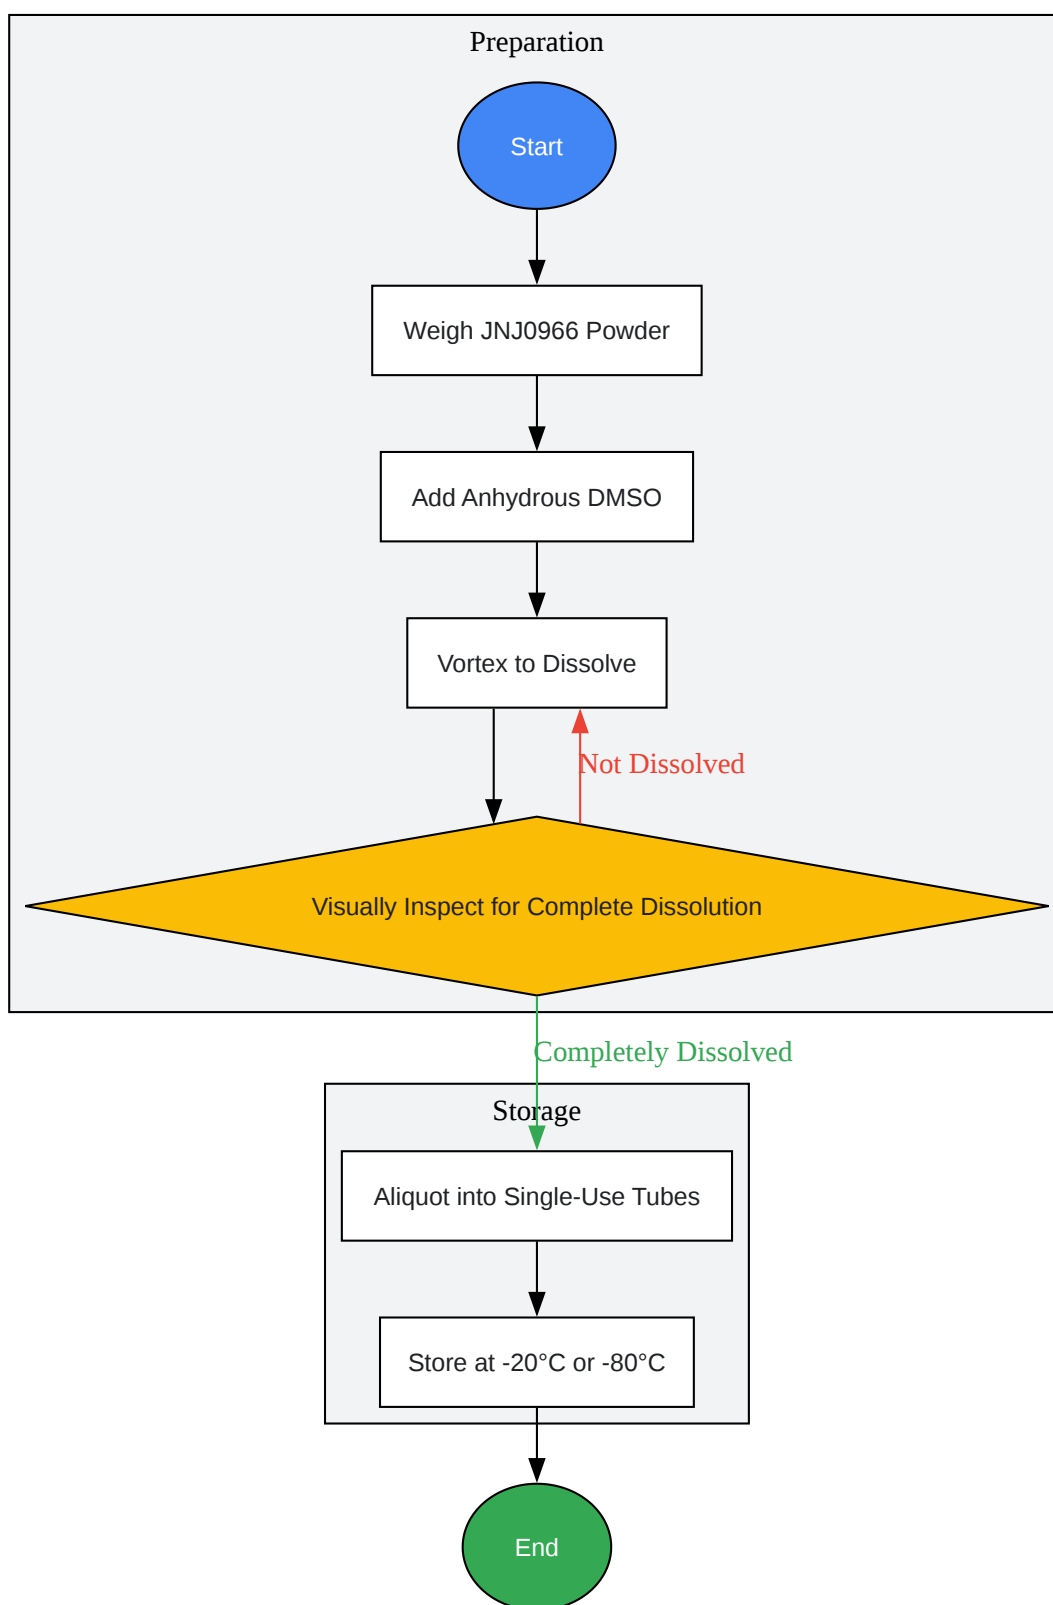 Preparation
Start
Weigh JNJ0966 Powder
Add Anhydrous DMSO
Vortex to Dissolve
Not Dissolved
Visually Inspect for Complete Dissolution
Completely Dissolved
Storage
Aliquot into Single-Use Tubes
Store at -20°C or -80°C
End